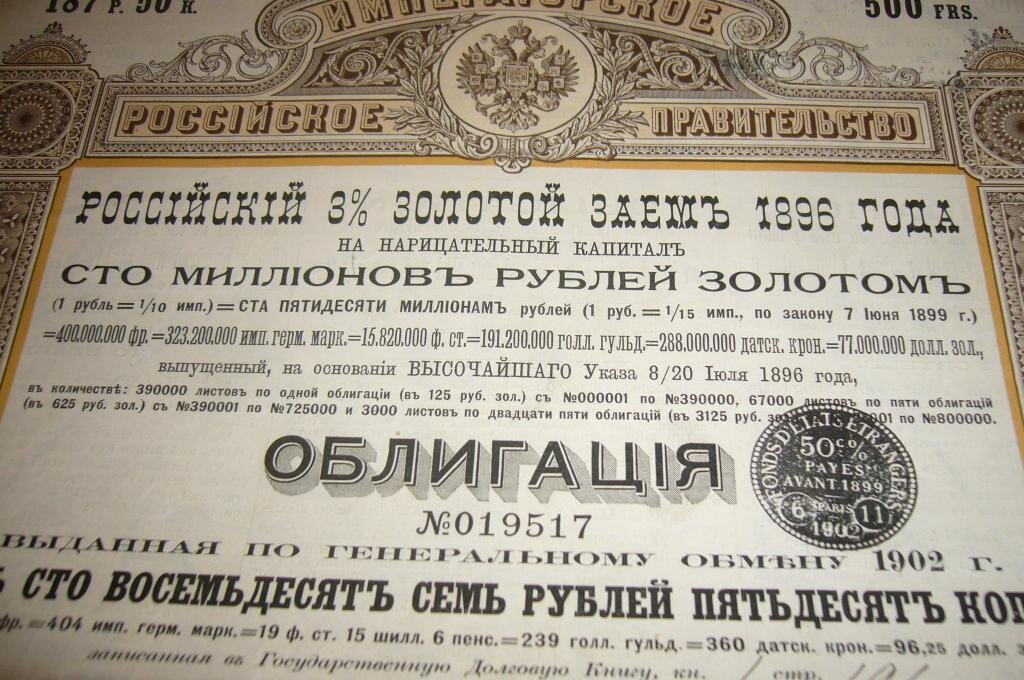 187 Р. 50 К.
500 FRS.
ИМПЕРАТОРСКОЕ
РОССІЙСКОЕ ПРАВИТЕЛЬСТВО
РОССІЙСКІЙ 3% ЗОЛОТОЙ ЗАЕМЪ 1896 ГОДА
НА НАРИЦАТЕЛЬНЫЙ КАПИТАЛЪ
СТО МИЛЛІОНОВЪ РУБЛЕЙ ЗОЛОТОМЪ
(1 рубль = 1/10 имп.) = СТА ПЯТИДЕСЯТИ МИЛЛІОНАМЪ рублей (1 руб. = 1/15 имп., по закону 7 Іюня 1899 г.)
=400.000.000 фр.=323.200.000 имп. герм. марк.=15.820.000 ф. ст.=191.200.000 голл. гульд.=288.000.000 датск. крон.=77.000.000 долл. зол.,
выпущенный, на основаніи ВЫСОЧАЙШАГО Указа 8/20 Іюля 1896 года,
въ количествѣ: 390000 листовъ по одной облигаціи (въ 125 руб. зол.) съ №000001 по №390000, 67000 листовъ по пяти облигацій
(въ 625 руб. зол.) съ №390001 по №725000 и 3000 листовъ по двадцати пяти облигацій (въ 3125 руб. по №800000.
ОБЛИГАЦІЯ
FONDS D'ETATS ETRANGERS
50 C. %
PAYES
AVANT 1899
6 PARIS 11
1902
№019517
ВЫДАННАЯ ПО ГЕНЕРАЛЬНОМУ ОБМѢНУ 1902 Г.
СТО ВОСЕМЬДЕСЯТЪ СЕМЬ РУБЛЕЙ ПЯТЬДЕСЯТЪ КОП
фр. = 404 имп. герм. марк.=19 ф. ст. 15 шилл. 6 пенс.=239 голл. гульд.=360 датск. крон.=96,25 долл. з
записанная въ Государственную Долговую Книгу, кн. 1 стр.